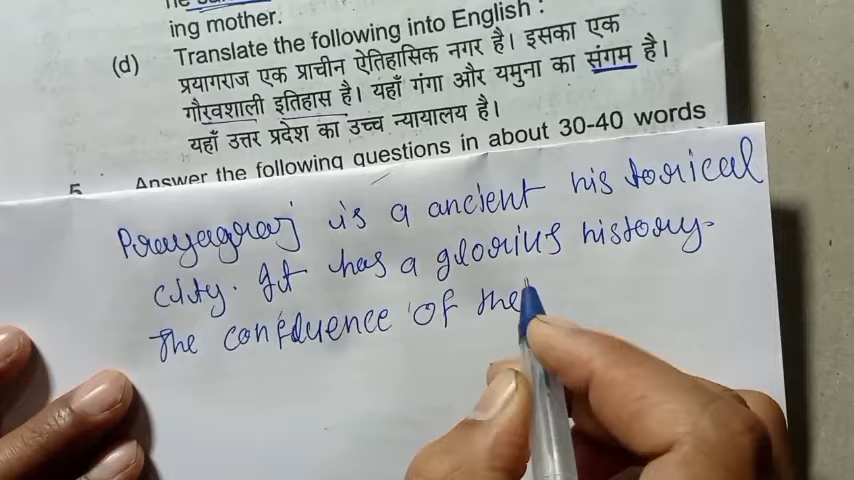 ing mother.
(d) Translate the following into English :
प्रयागराज एक प्राचीन ऐतिहासिक नगर है। इसका एक
गौरवशाली इतिहास है। यहाँ गंगा और यमुना का संगम है।
यहाँ उत्तर प्रदेश का उच्च न्यायालय है।
5 Answer the following questions in about 30-40 words
Prayagraj is a ancient historical
city. It has a glorius history.
The confluence of the